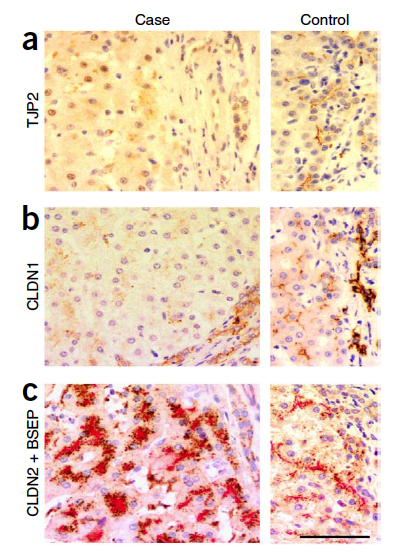 Case Control
a
TJP2
b
CLDN1
c
CLDN2 + BSEP